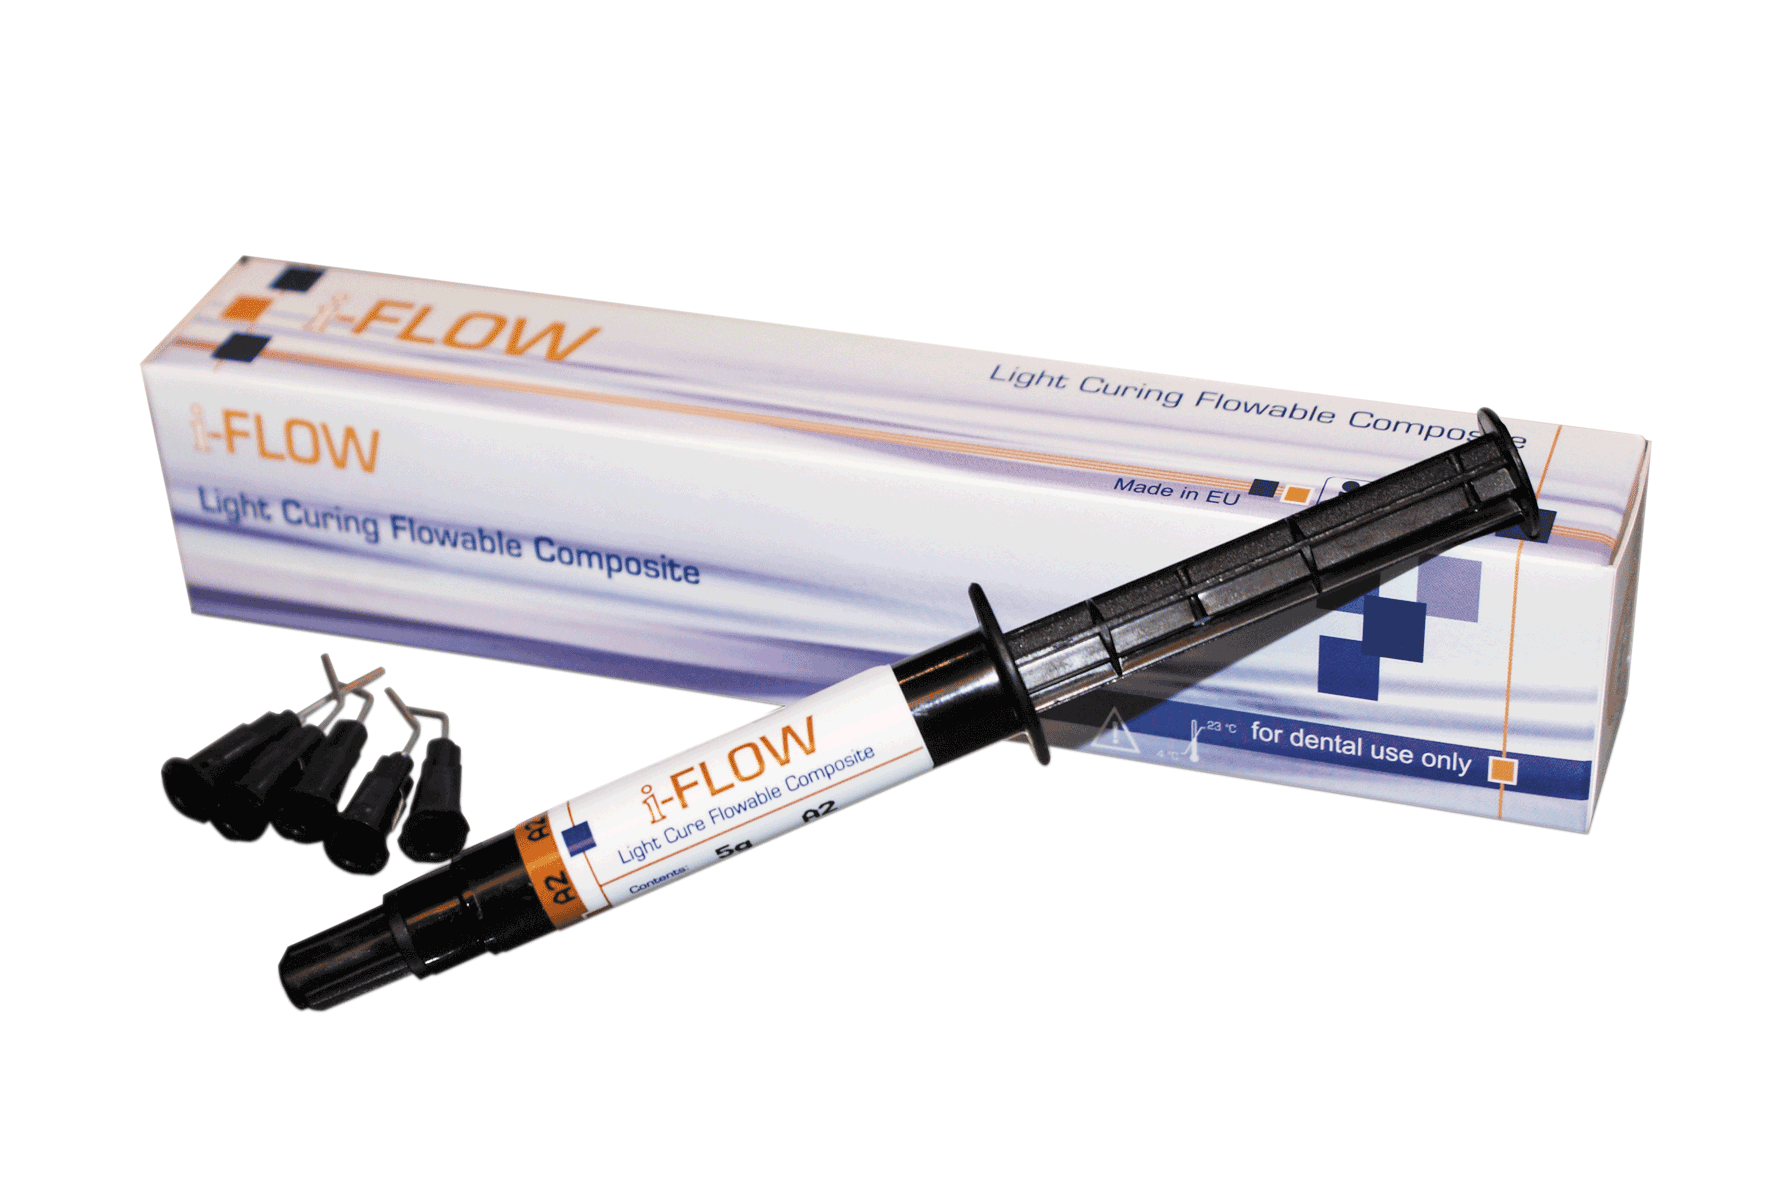 i-FLOW
Light Curing Flowable Composite
Made in EU
i-FLOW
Light Curing Flowable Composite
23 °C
4 °C
for dental use only
i-FLOW
Light Cure Flowable Composite
Contents: 5g A2
A2
A2